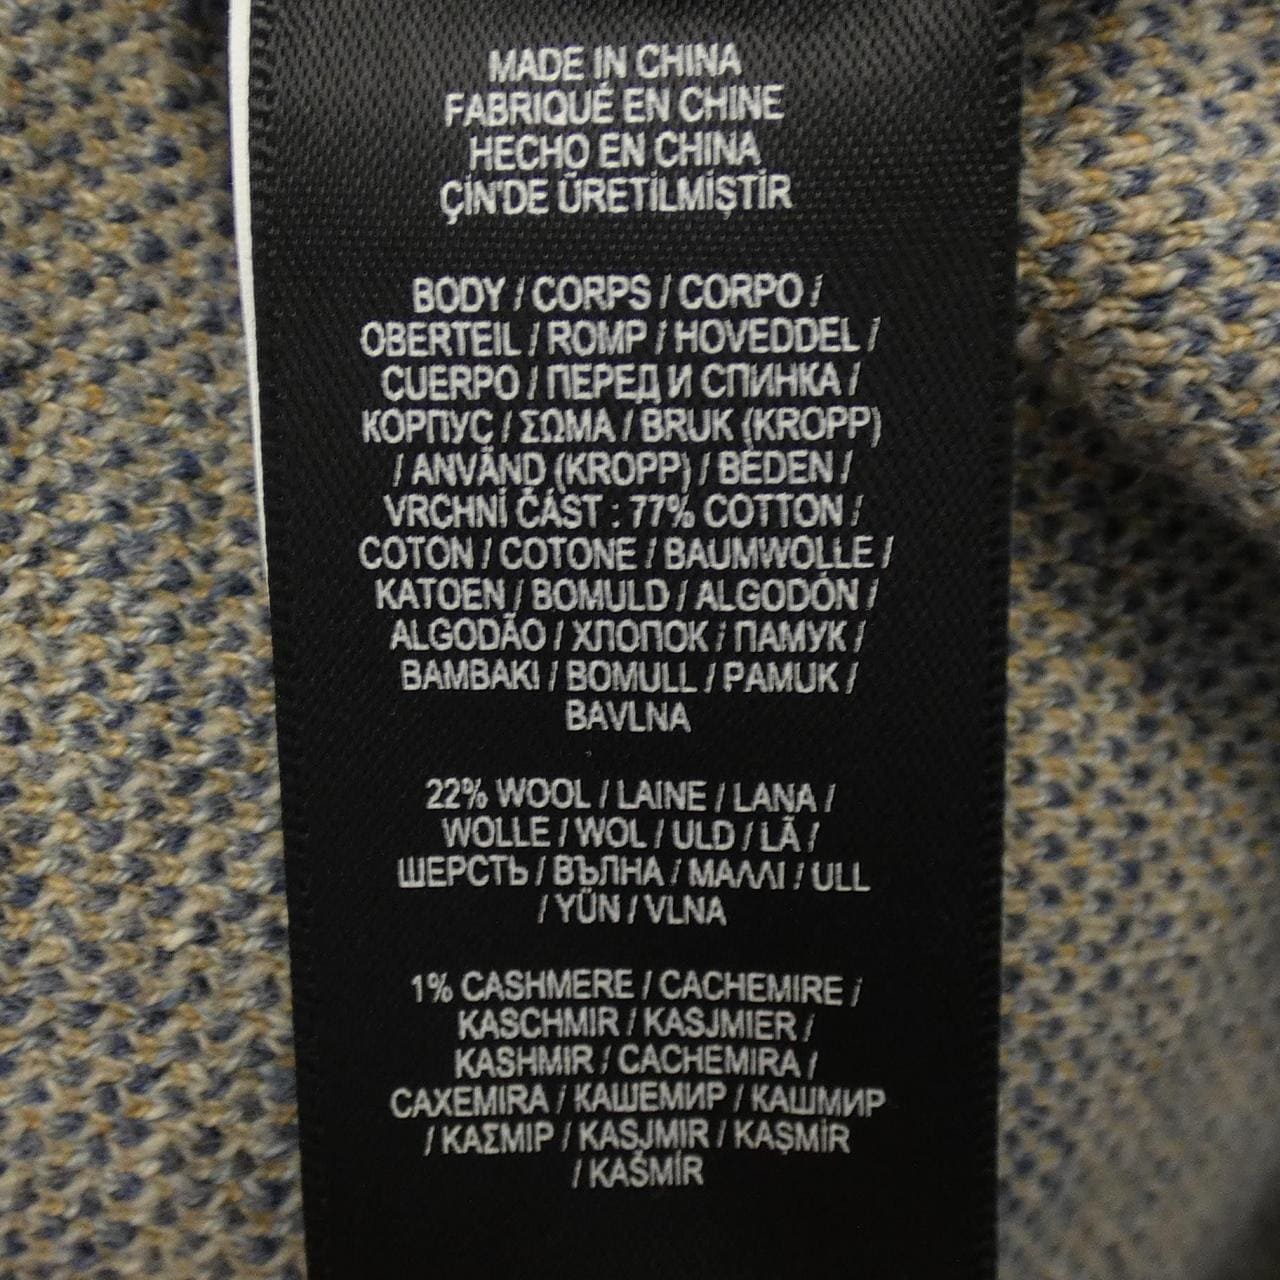 MADE IN CHINA
FABRIQUÉ EN CHINE
HECHO EN CHINA
ÇİN'DE ÜRETİLMİŞTİR
BODY / CORPS / CORPO /
OBERTEIL / ROMP / HOVEDDEL /
CUERPO / ПЕРЕД И СПИНКА /
КОРПУС / ΣΩΜΑ / BRUK (KROPP)
/ ANVÄND (KROPP) / BEDEN /
VRCHNÍ ČÁST : 77% COTTON /
COTON / COTONE / BAUMWOLLE /
KATOEN / BOMULD / ALGODÓN /
ALGODÃO / ХЛОПОК / ПАМУК /
BAMBAKI / BOMULL / PAMUK /
BAVLNA
22% WOOL / LAINE / LANA /
WOLLE / WOL / ULD / LÃ /
ШЕРСТЬ / ВЪЛНА / ΜΑΛΛΙ / ULL
/ YÜN / VLNA
1% CASHMERE / CACHEMIRE /
KASCHMIR / KASJMIER /
KASHMIR / CACHEMIRA /
CAXEMIRA / КАШЕМИР / КАШМИР
/ ΚΑΣΜΙΡ / KASJMIR / KAŞMİR
/ KAŠMÍR